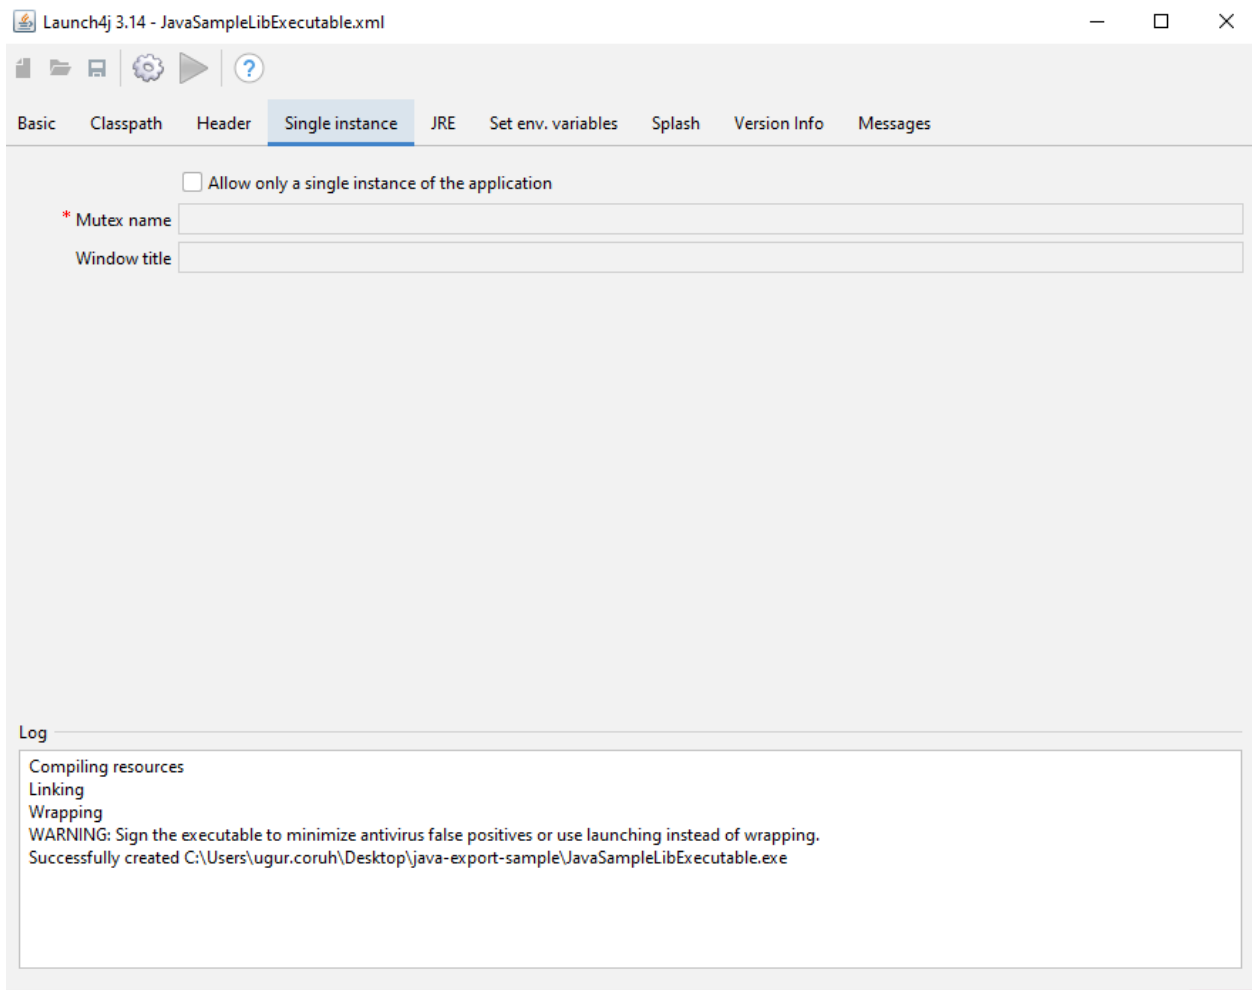 Launch4j 3.14 - JavaSampleLibExecutable.xml
?
Basic Classpath Header Single instance JRE Set env. variables Splash Version Info Messages
Allow only a single instance of the application
* Mutex name
Window title
Log
Compiling resources
Linking
Wrapping
WARNING: Sign the executable to minimize antivirus false positives or use launching instead of wrapping.
Successfully created C:\Users\ugur.coruh\Desktop\java-export-sample\JavaSampleLibExecutable.exe